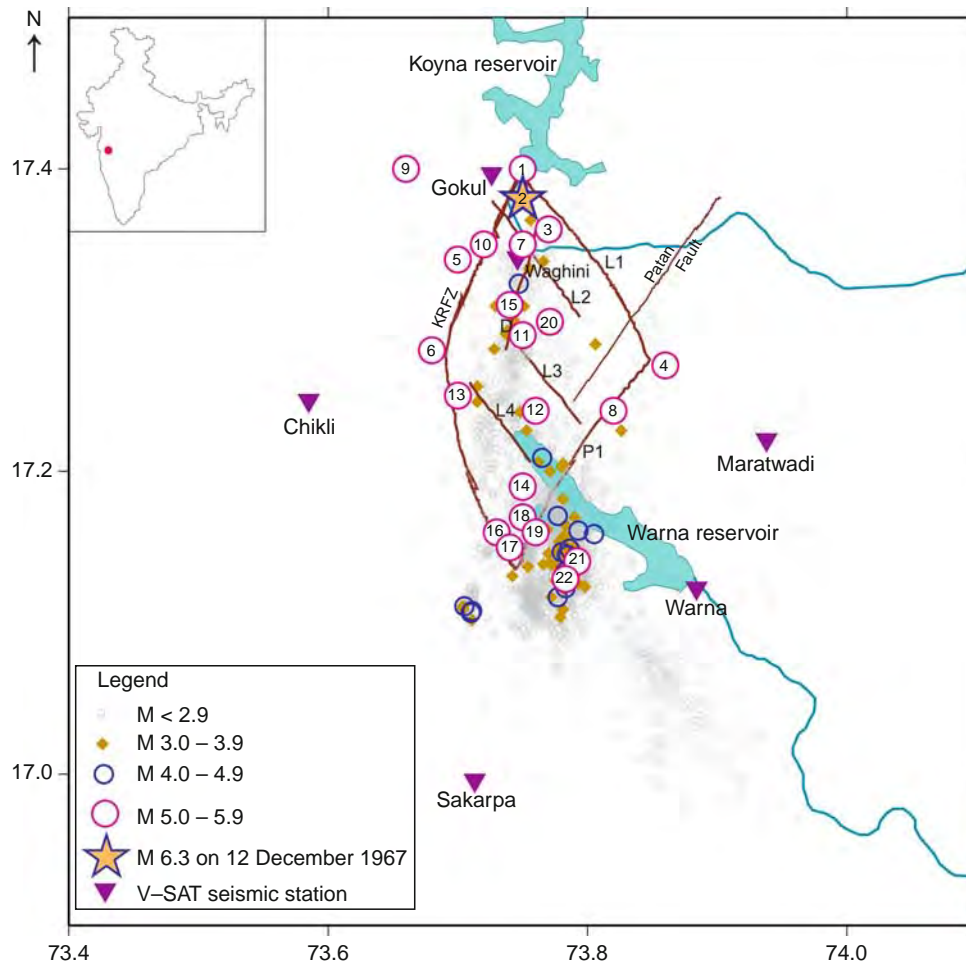 N
Koyna reservoir
17.4
9
1
Gokul
2
3
10
7
5
Waghini
L1
Patan
Fault
L2
KRFZ
15
20
D
11
6
4
L3
13
L4
12
8
Chikli
P1
Maratwadi
17.2
14
18
16
19
Warna reservoir
17
21
22
Warna
Legend
M < 2.9
M 3.0 – 3.9
M 4.0 – 4.9
M 5.0 – 5.9
M 6.3 on 12 December 1967
V–SAT seismic station
17.0
Sakarpa
73.4
73.6
73.8
74.0